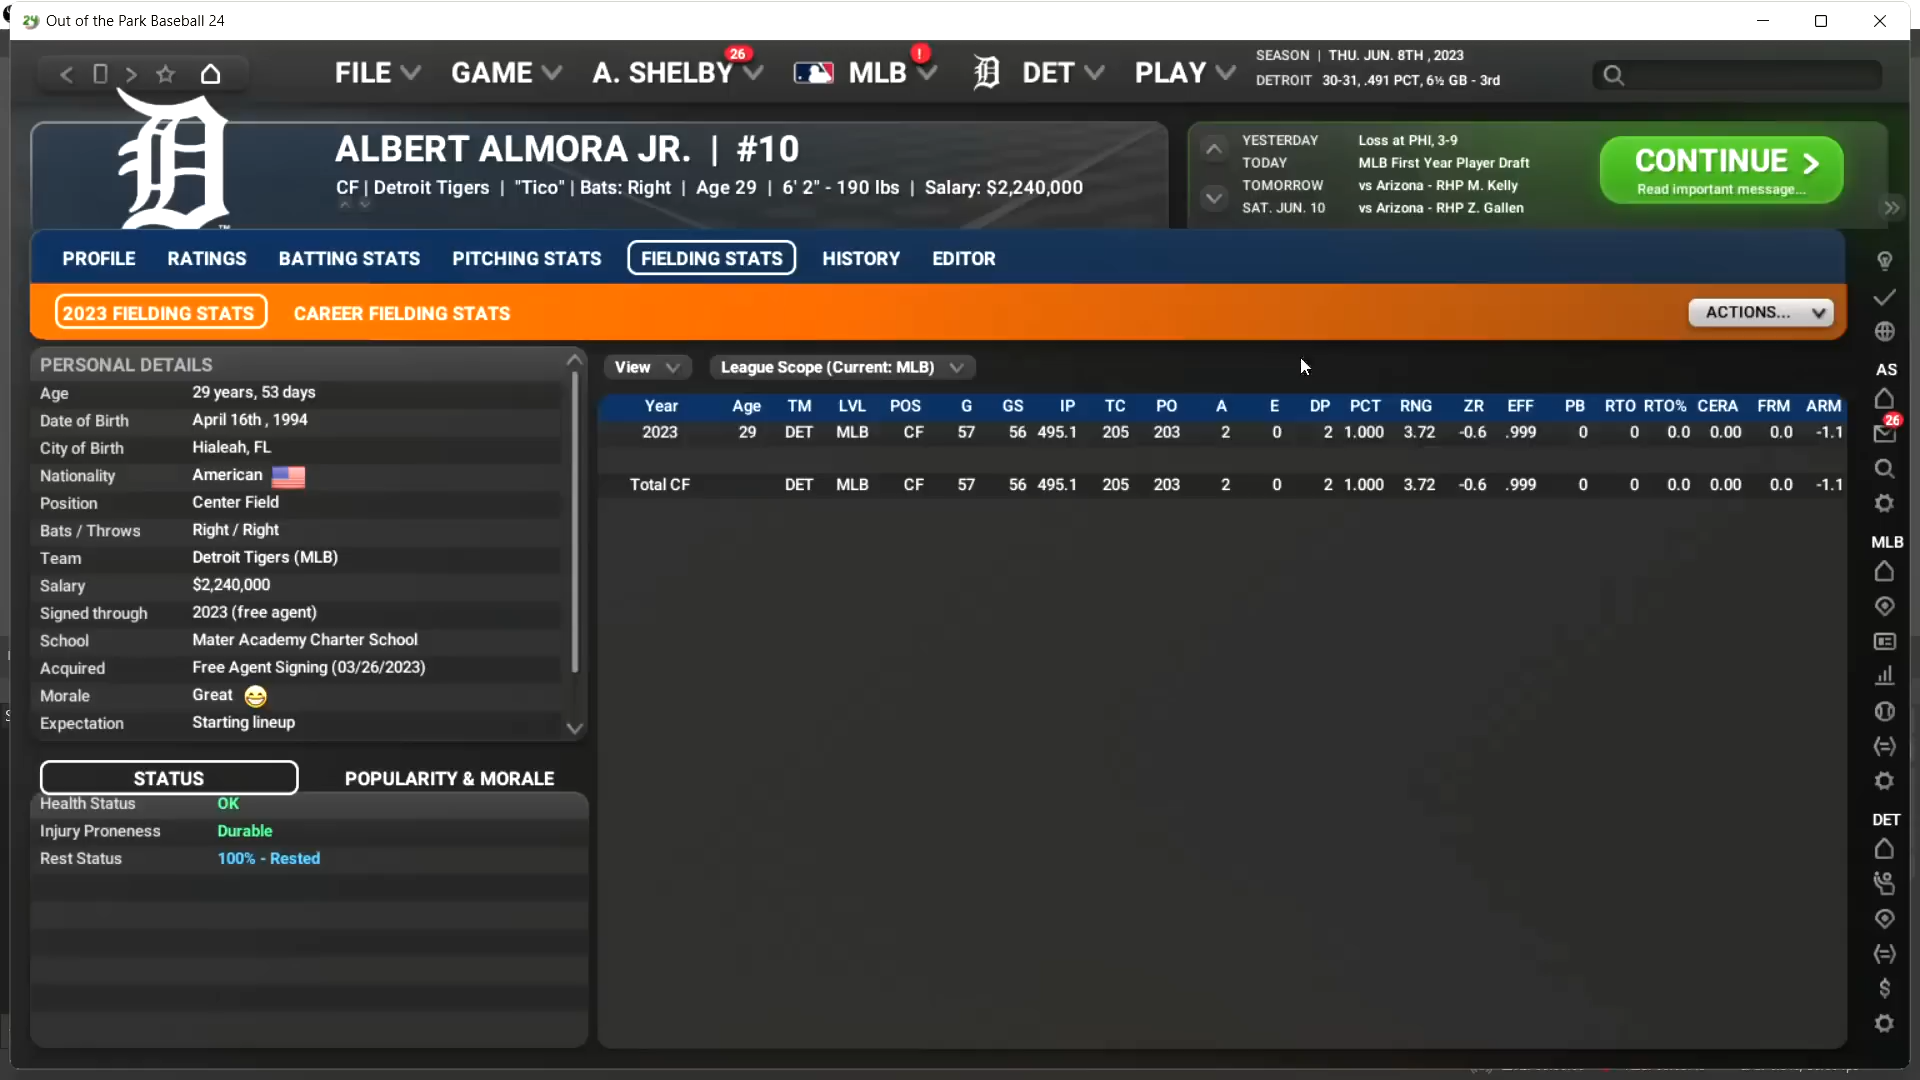 Out of the Park Baseball 24
FILE GAME A. SHELBY 26 MLB ! DET PLAY
SEASON | THU. JUN. 8TH , 2023
DETROIT 30-31, .491 PCT, 6½ GB - 3rd
ALBERT ALMORA JR. | #10
CF | Detroit Tigers | "Tico" | Bats: Right | Age 29 | 6' 2" - 190 lbs | Salary: $2,240,000
YESTERDAY Loss at PHI, 3-9
TODAY MLB First Year Player Draft
TOMORROW vs Arizona - RHP M. Kelly
SAT. JUN. 10 vs Arizona - RHP Z. Gallen
CONTINUE
Read important message...
PROFILE RATINGS BATTING STATS PITCHING STATS FIELDING STATS HISTORY EDITOR
2023 FIELDING STATS CAREER FIELDING STATS ACTIONS...
PERSONAL DETAILS
Age 29 years, 53 days
Date of Birth April 16th , 1994
City of Birth Hialeah, FL
Nationality American
Position Center Field
Bats / Throws Right / Right
Team Detroit Tigers (MLB)
Salary $2,240,000
Signed through 2023 (free agent)
School Mater Academy Charter School
Acquired Free Agent Signing (03/26/2023)
Morale Great
Expectation Starting lineup
STATUS POPULARITY & MORALE
Health Status OK
Injury Proneness Durable
Rest Status 100% - Rested
View League Scope (Current: MLB)
Year Age TM LVL POS G GS IP TC PO A E DP PCT RNG ZR EFF PB RTO RTO% CERA FRM ARM
2023 29 DET MLB CF 57 56 495.1 205 203 2 0 2 1.000 3.72 -0.6 .999 0 0 0.0 0.00 0.0 -1.1
Total CF DET MLB CF 57 56 495.1 205 203 2 0 2 1.000 3.72 -0.6 .999 0 0 0.0 0.00 0.0 -1.1
AS
26
MLB
DET